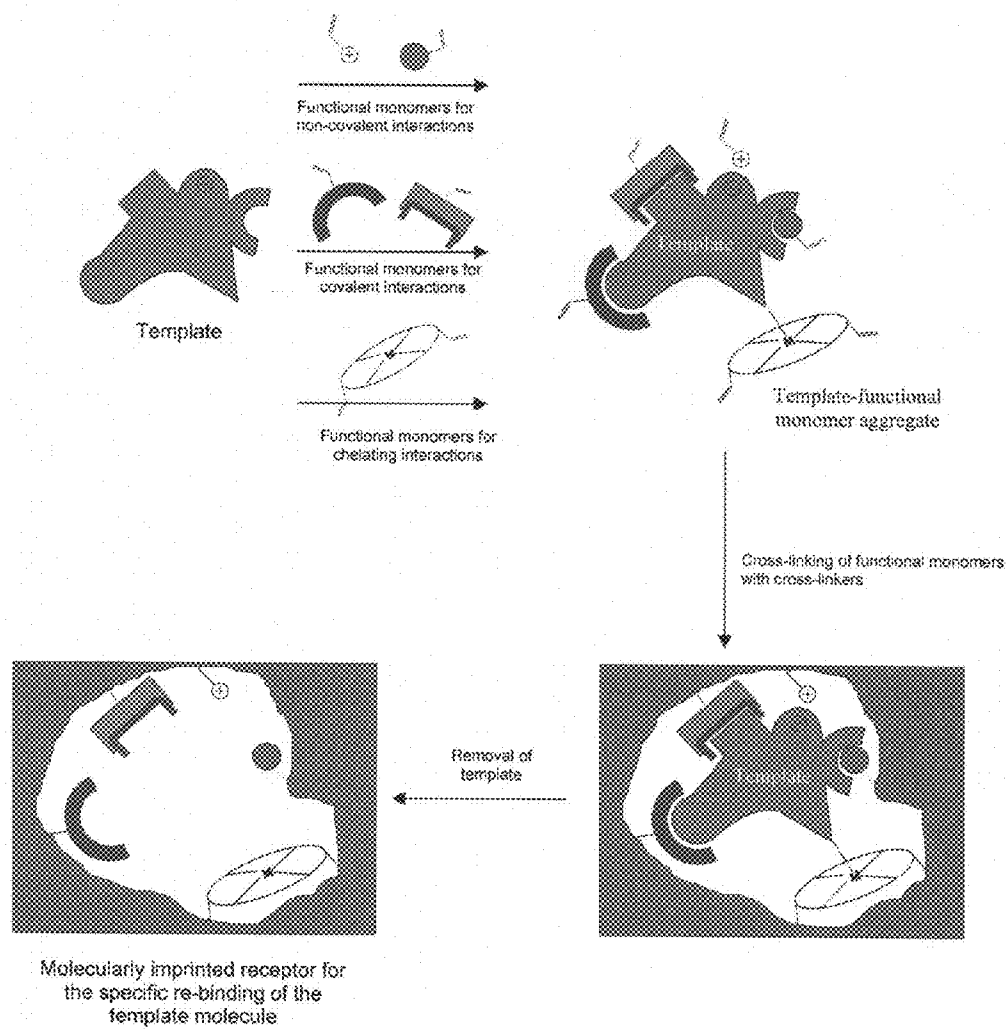 Functional monomers for
non-covalent interactions
Template
Functional monomers for
covalent interactions
Functional monomers for
chelating interactions
Template
Template-functional
monomer aggregate
Cross-linking of functional monomers
with cross-linkers
Template
Removal of
template
Molecularly imprinted receptor for
the specific re-binding of the
template molecule